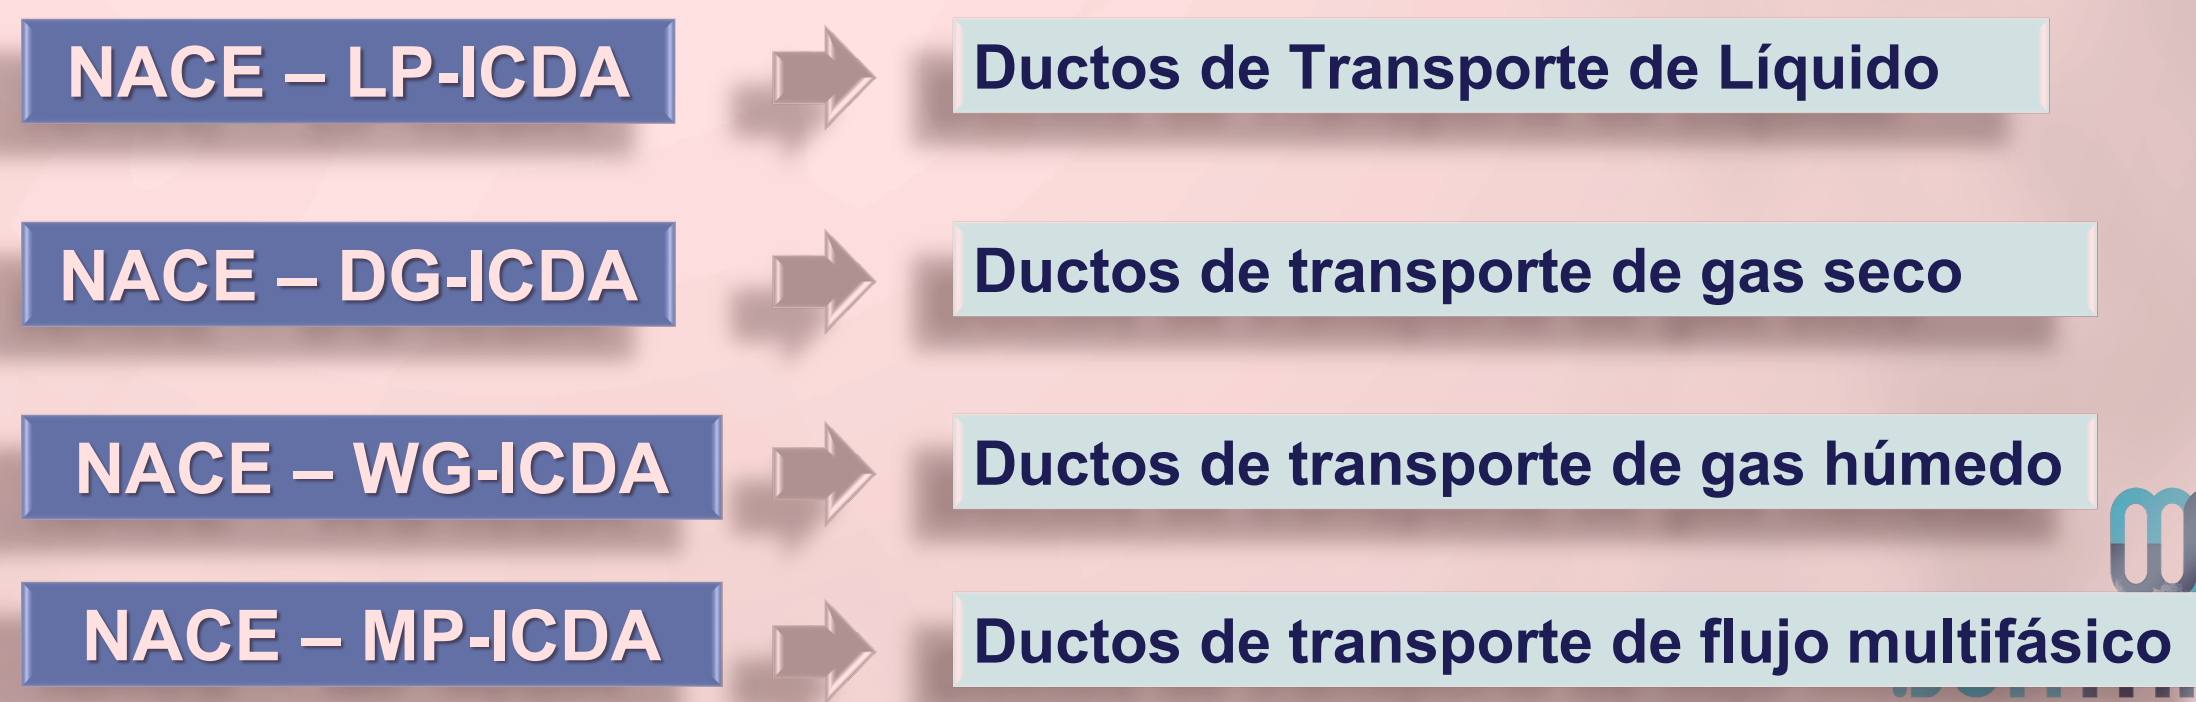 NACE – LP-ICDA
Ductos de Transporte de Líquido
NACE – DG-ICDA
Ductos de transporte de gas seco
NACE – WG-ICDA
Ductos de transporte de gas húmedo
NACE – MP-ICDA
Ductos de transporte de flujo multifásico